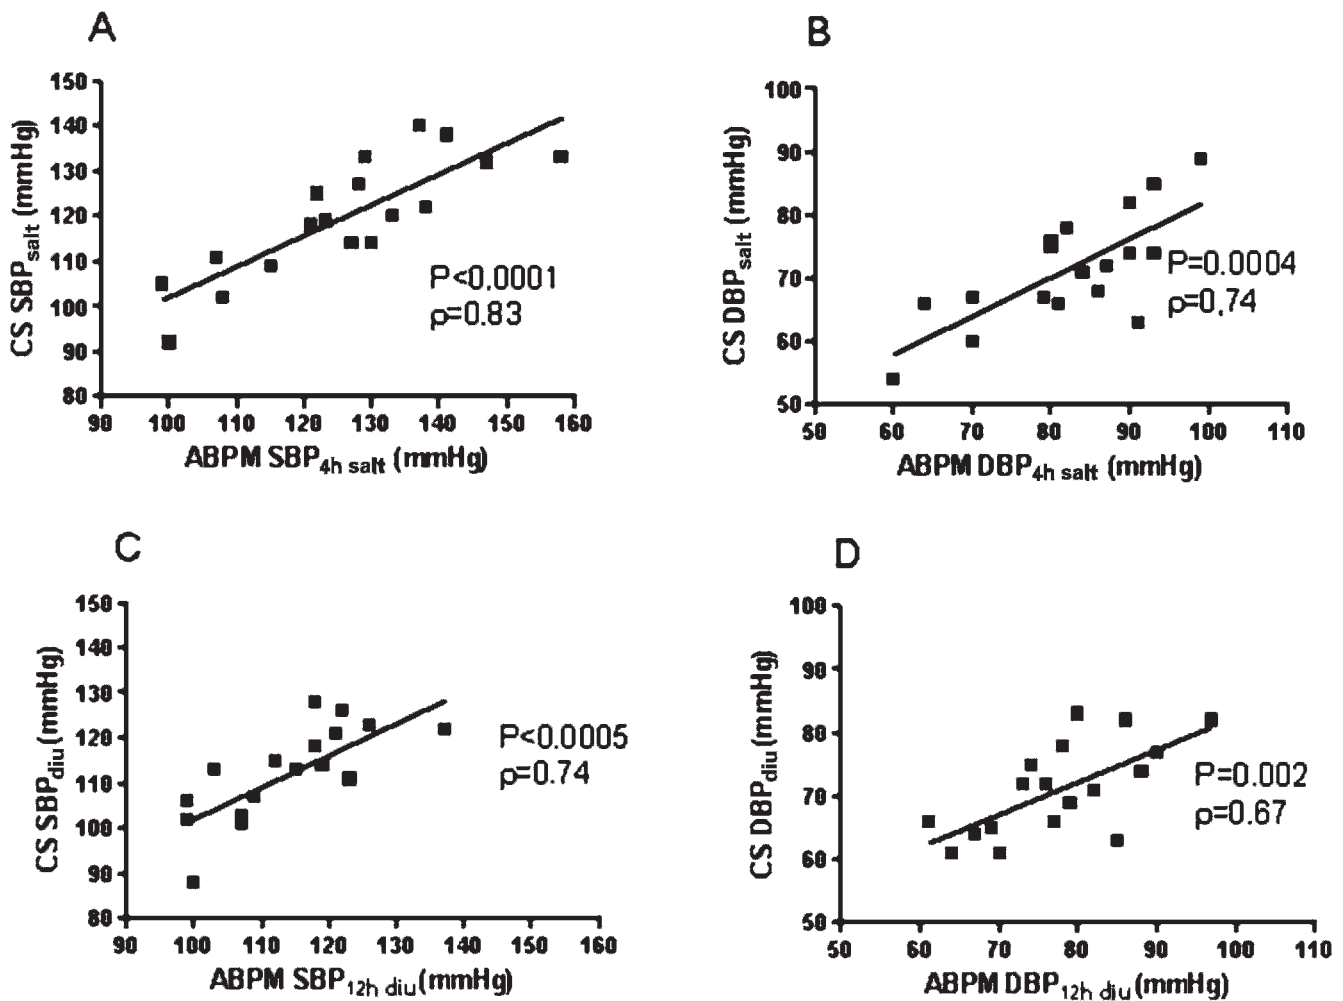 A
150
140
130
120
110
100
90
80
90 100 110 120 130 140 150 160
CS SBPsalt (mmHg)
ABPM SBP4h salt (mmHg)
P<0.0001
ρ=0.83
B
100
90
80
70
60
50
50 60 70 80 90 100 110
CS DBPsalt (mmHg)
ABPM DBP4h salt (mmHg)
P=0.0004
ρ=0.74
C
150
140
130
120
110
100
90
80
90 100 110 120 130 140 150 160
CS SBPdiu (mmHg)
ABPM SBP12h diu (mmHg)
P<0.0005
ρ=0.74
D
100
90
80
70
60
50
50 60 70 80 90 100 110
CS DBPdiu (mmHg)
ABPM DBP12h diu (mmHg)
P=0.002
ρ=0.67